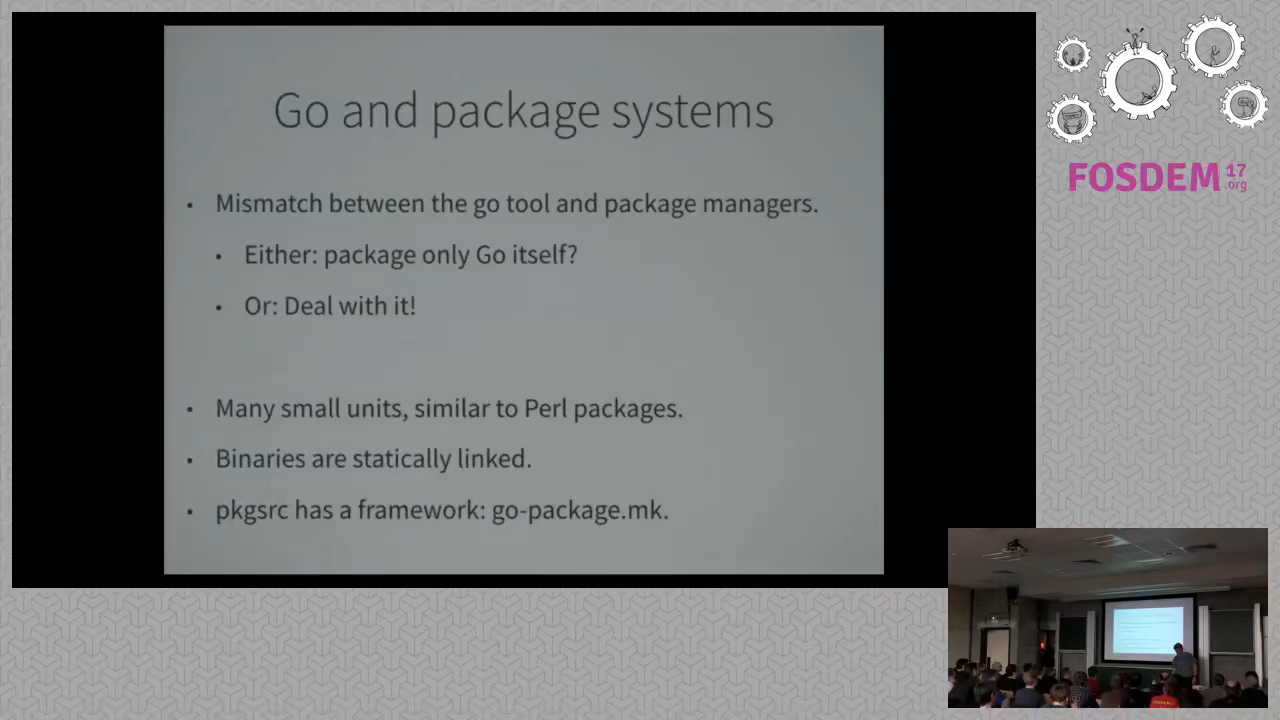 Go and package systems
• Mismatch between the go tool and package managers.
• Either: package only Go itself?
• Or: Deal with it!
• Many small units, similar to Perl packages.
• Binaries are statically linked.
• pkgsrc has a framework: go-package.mk.
FOSDEM 17
.org
FOSDEM